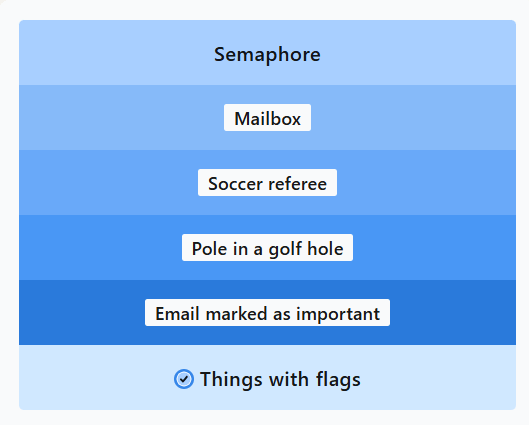 Semaphore
Mailbox
Soccer referee
Pole in a golf hole
Email marked as important
Things with flags